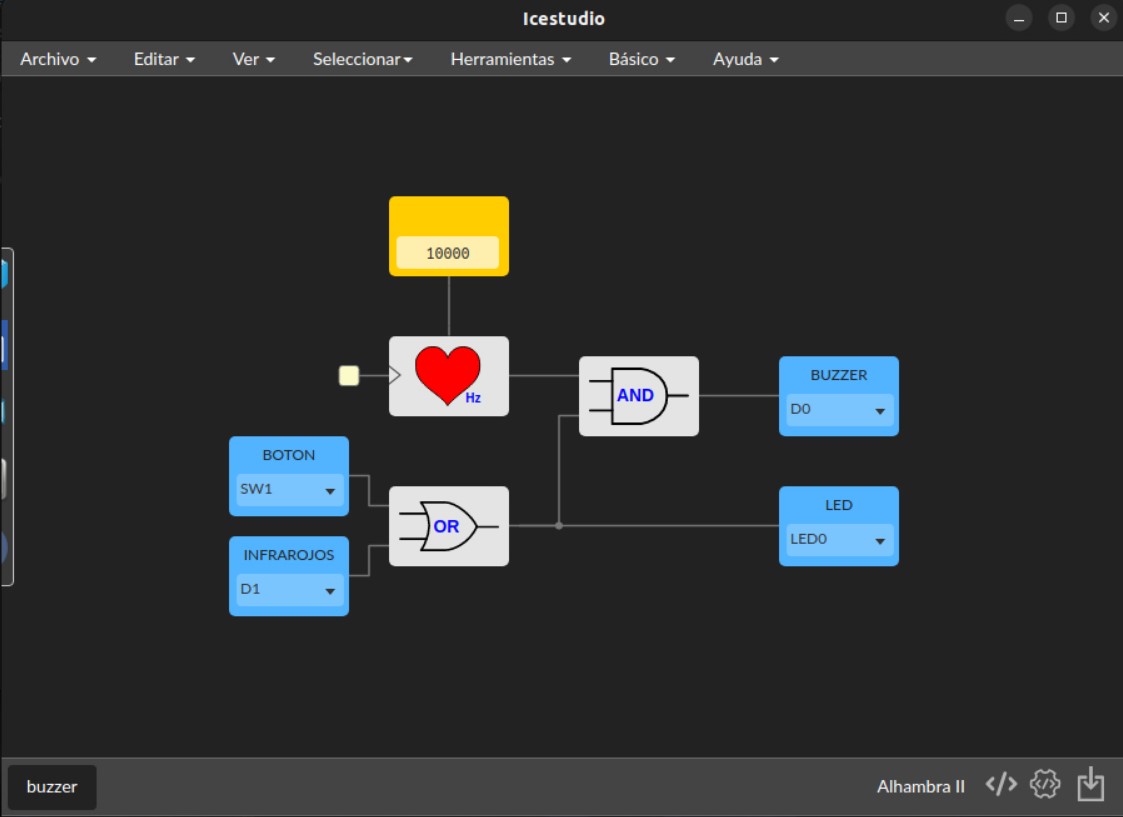 Icestudio
Archivo Editar Ver Seleccionar Herramientas Básico Ayuda
10000
Hz
AND
BUZZER
D0
BOTON
SW1
OR
LED
LED0
INFRAROJOS
D1
buzzer
Alhambra II </> </>